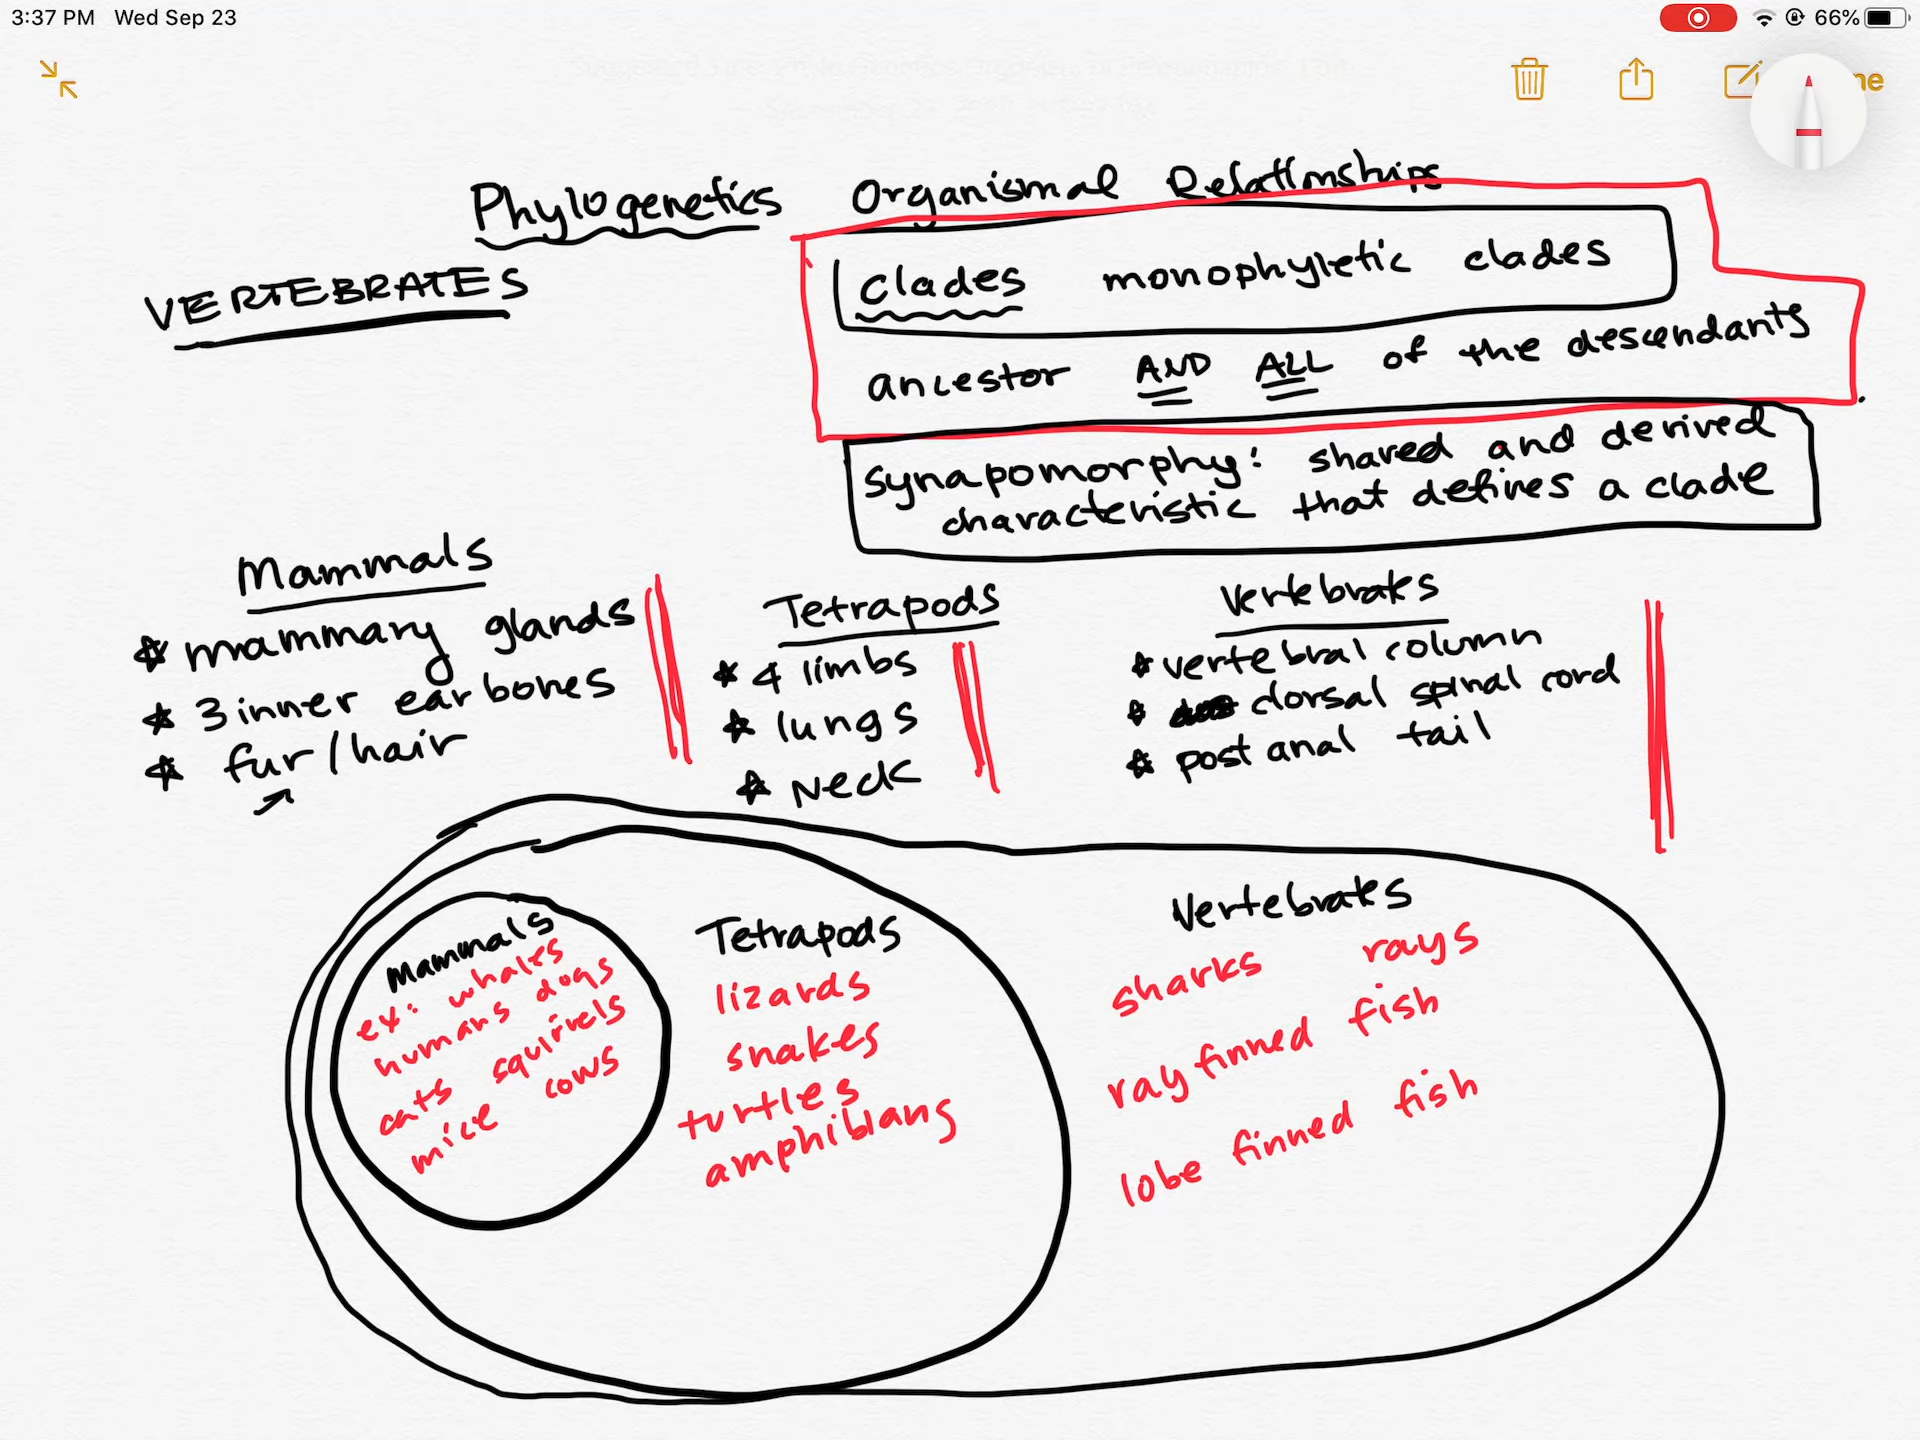 3:37 PM Wed Sep 23
66%
Phylogenetics Organismal Relationships
VERTEBRATES
Clades monophyletic clades
ancestor AND ALL of the descendants
synapomorphy: shared and derived
characteristic that defines a clade
Mammals
* mammary glands
* 3 inner ear bones
* fur/hair
Tetrapods
* 4 limbs
* lungs
* Neck
Vertebrates
* vertebral column
* dorsal spinal cord
* post anal tail
Mammals
ex: whales
humans dogs
cats squirrels
mice cows
Tetrapods
lizards
snakes
turtles
amphibians
Vertebrates
sharks rays
ray finned fish
lobe finned fish